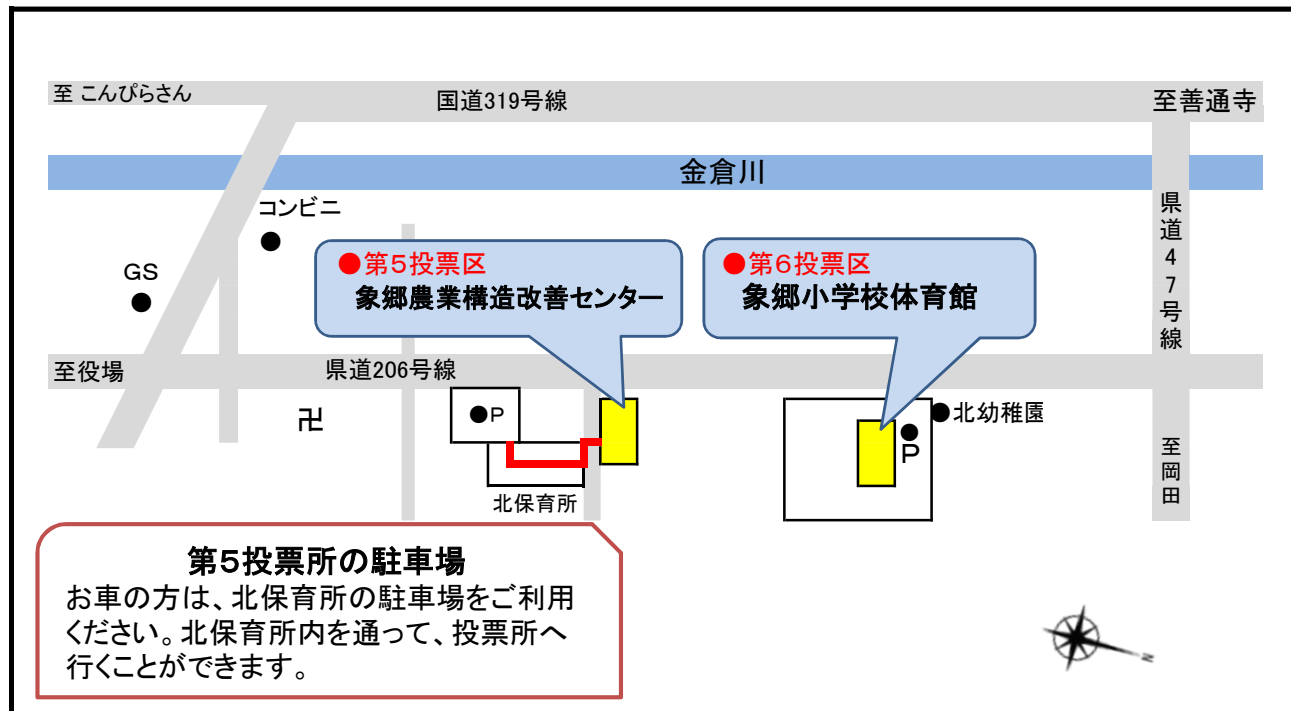 至 こんぴらさん
国道319号線
至善通寺
金倉川
コンビニ
県道47号線
GS
●第5投票区
象郷農業構造改善センター
●第6投票区
象郷小学校体育館
至役場
県道206号線
卍
P
北幼稚園
P
至岡田
北保育所
第5投票所の駐車場
お車の方は、北保育所の駐車場をご利用
ください。北保育所内を通って、投票所へ
行くことができます。
N